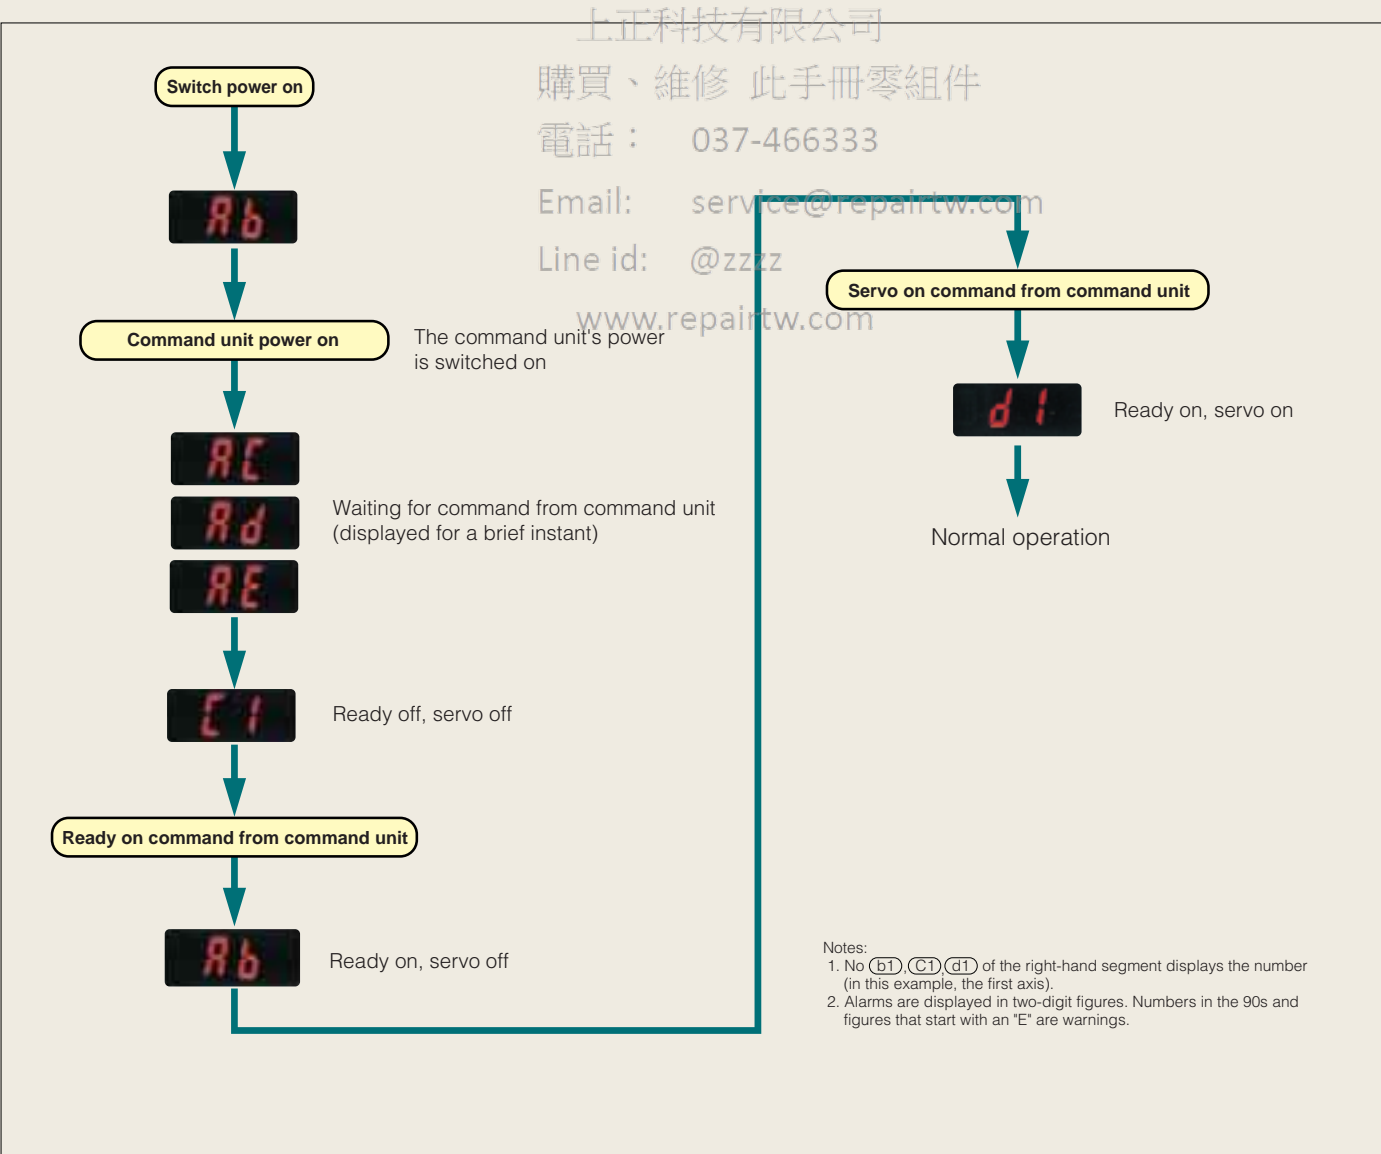 上正科技有限公司
購買、維修 此手冊零組件
電話： 037-466333
Email: service@repairtw.com
Line id: @zzzz
www.repairtw.com
Switch power on
Ab
Command unit power on
The command unit's power
is switched on
AC
Ad
AE
Waiting for command from command unit
(displayed for a brief instant)
C1
Ready off, servo off
Ready on command from command unit
Ab
Ready on, servo off
Servo on command from command unit
d1
Ready on, servo on
Normal operation
Notes:
1. No b1,C1,d1 of the right-hand segment displays the number
(in this example, the first axis).
2. Alarms are displayed in two-digit figures. Numbers in the 90s and
figures that start with an "E" are warnings.